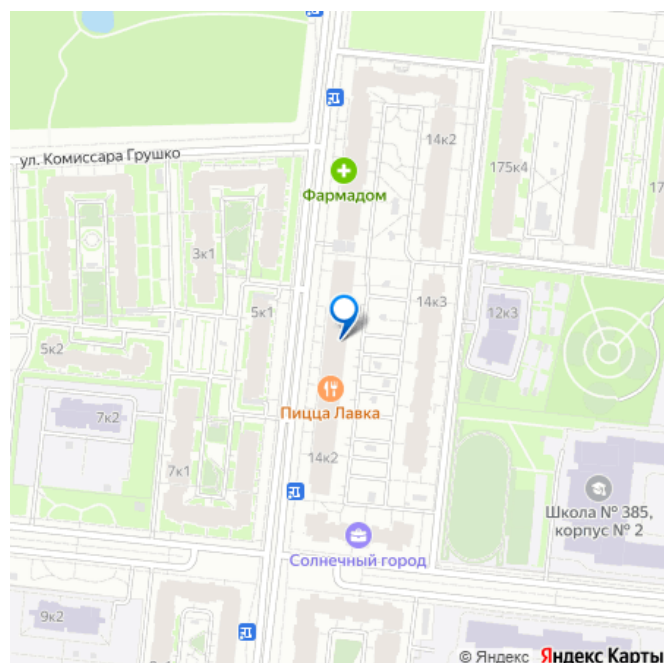 ул. Комиссара Грушко
14к2
175к4
17
Фармадом
3к1
5к1
14к3
12к3
5к2
7к2
Пицца Лавка
7к1
14к2
Школа № 385,
корпус № 2
Солнечный город
9к2
© Яндекс Яндекс Карты